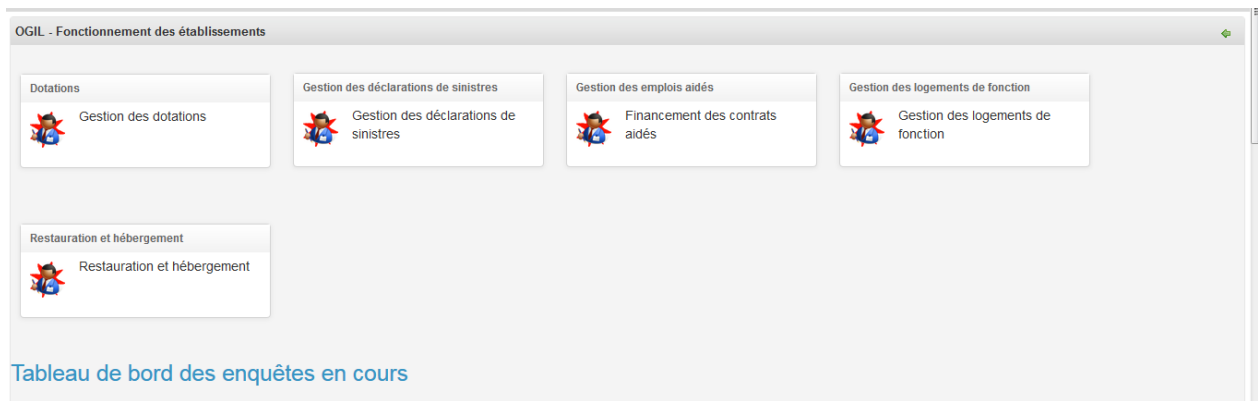 OGIL - Fonctionnement des établissements
Dotations
Gestion des dotations
Gestion des déclarations de sinistres
Gestion des déclarations de
sinistres
Gestion des emplois aidés
Financement des contrats
aidés
Gestion des logements de fonction
Gestion des logements de
fonction
Restauration et hébergement
Restauration et hébergement
Tableau de bord des enquêtes en cours